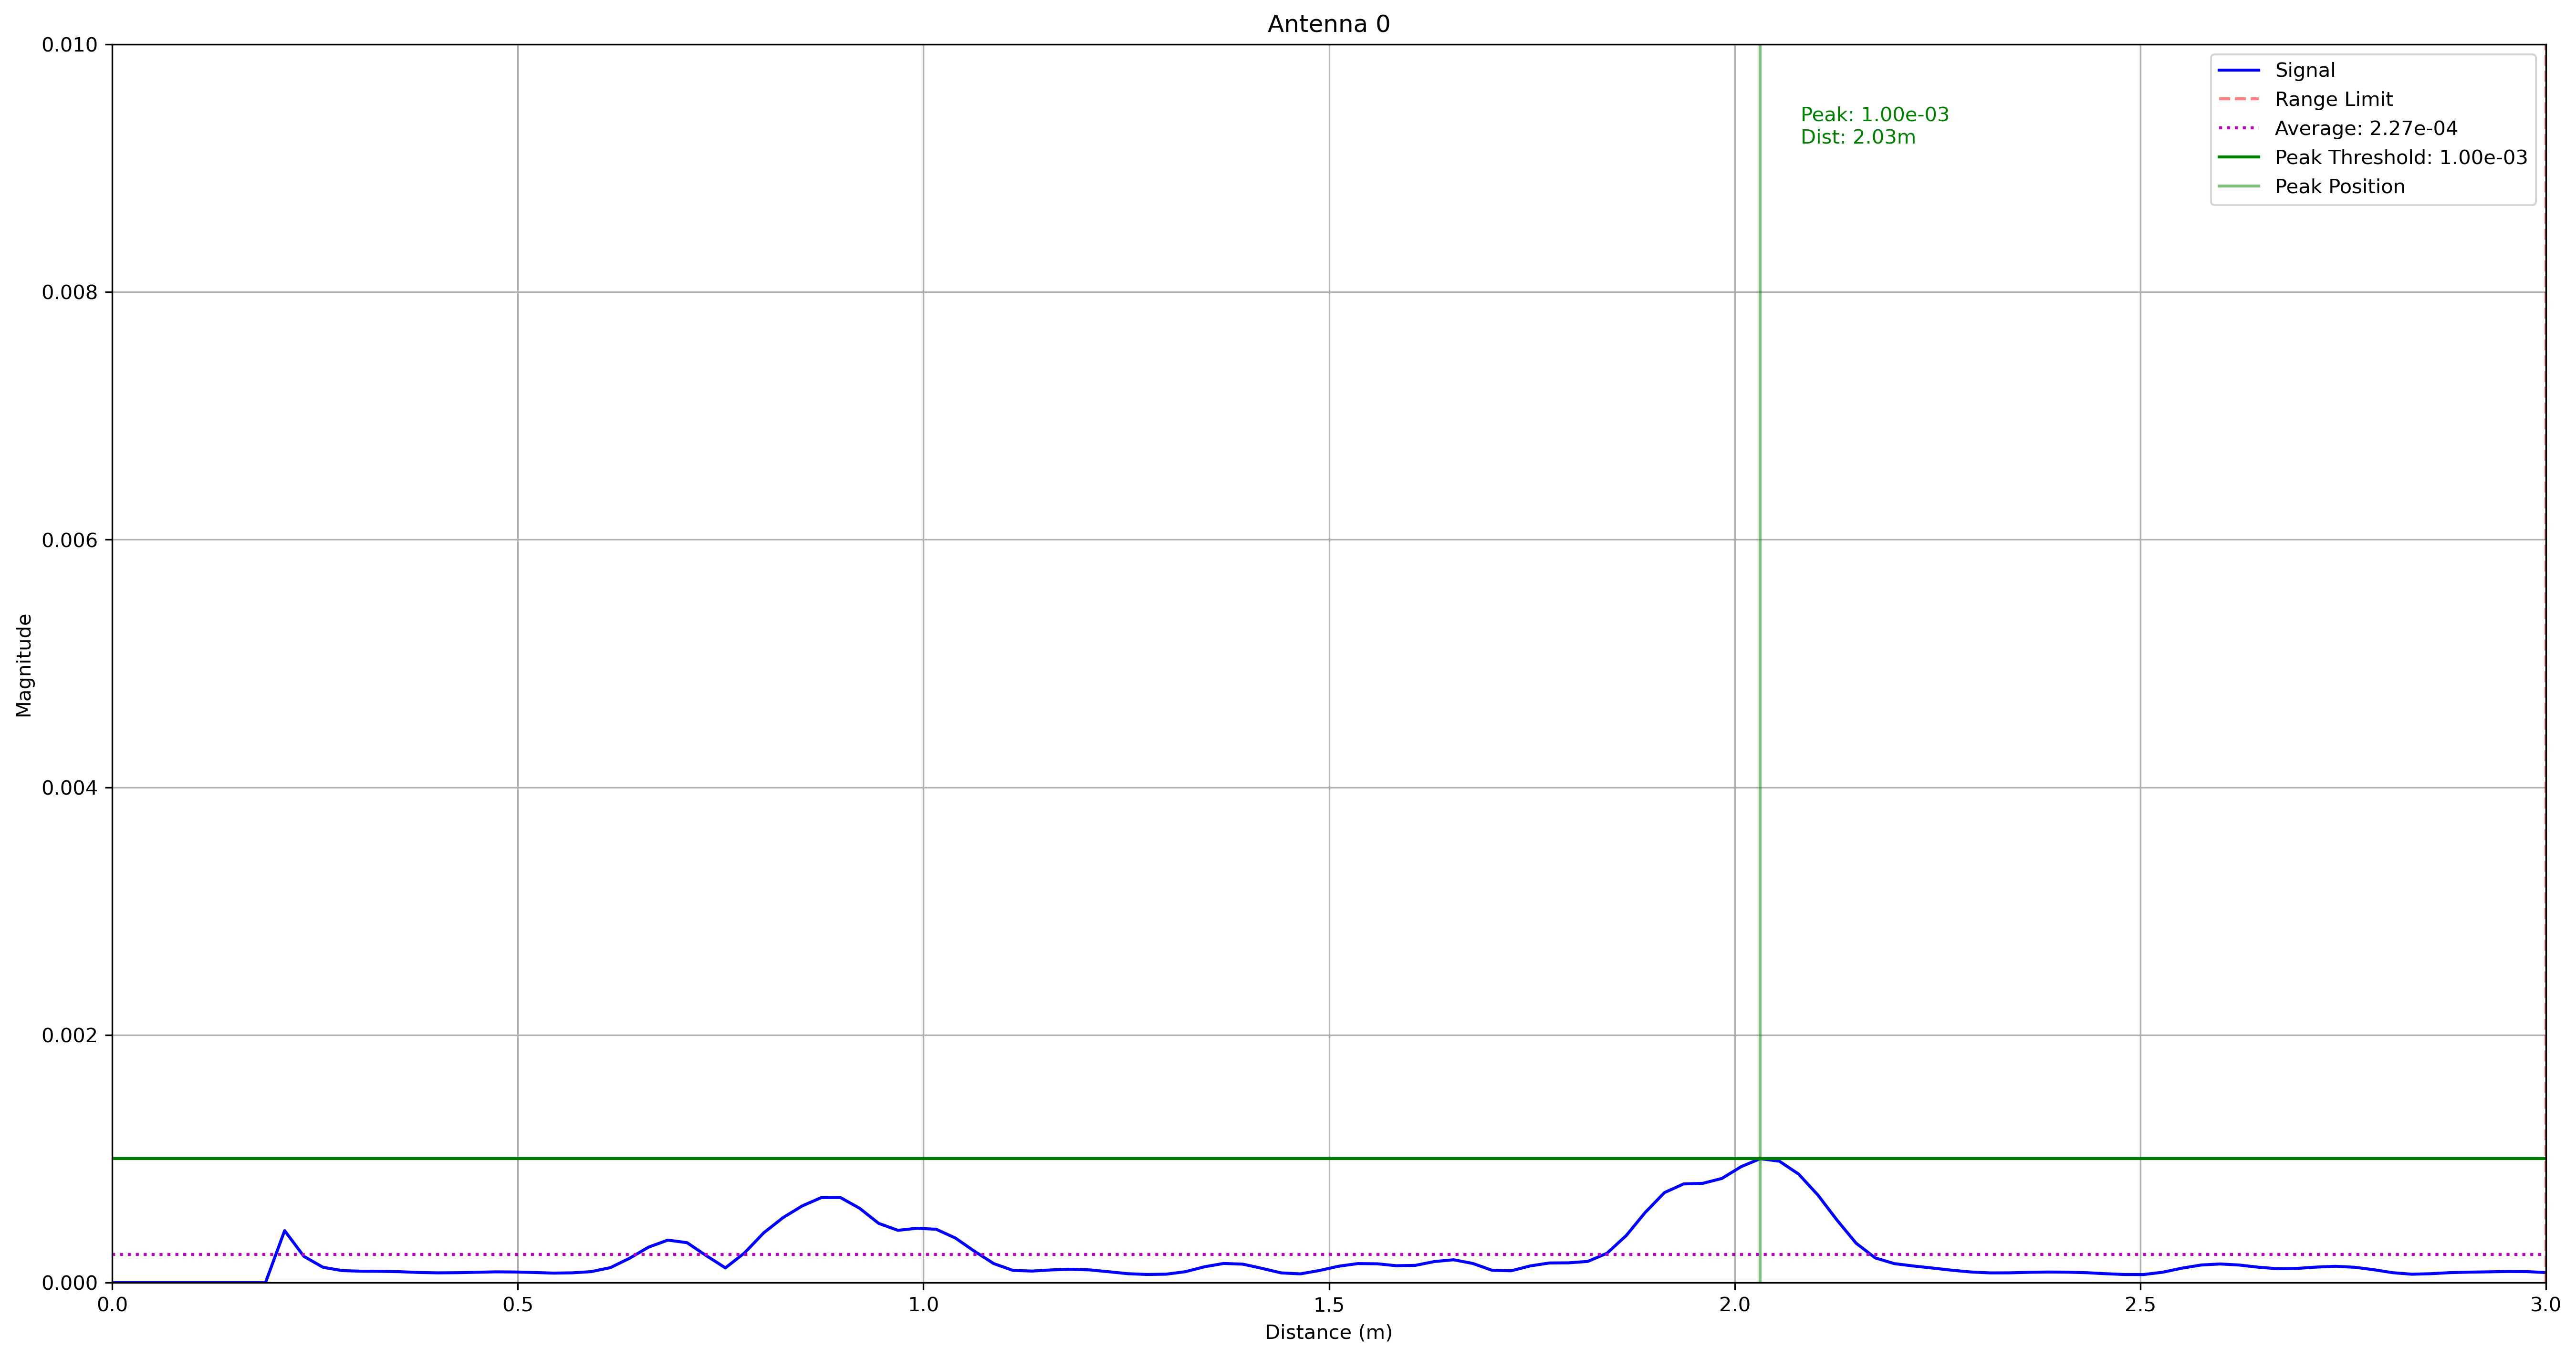 Antenna 0
0.010
0.008
0.006
0.004
0.002
0.000
Magnitude
0.0
0.5
1.0
1.5
2.0
2.5
3.0
Distance (m)
Peak: 1.00e-03
Dist: 2.03m
Signal
Range Limit
Average: 2.27e-04
Peak Threshold: 1.00e-03
Peak Position